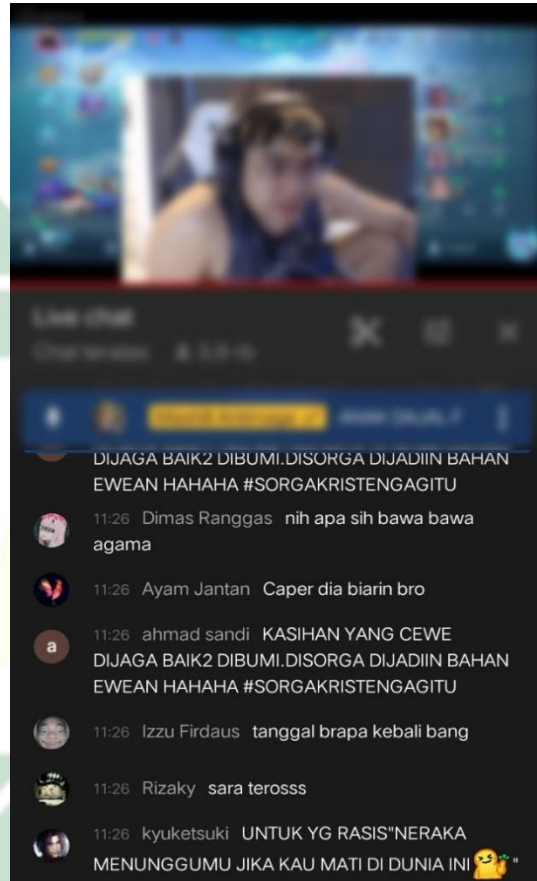 Live chat
DIJAGA BAIK2 DIBUMI.DISORGA DIJADIIN BAHAN
EWEAN HAHAHA #SORGAKRISTENGAGITU
11:26 Dimas Ranggas nih apa sih bawa bawa
agama
11:26 Ayam Jantan Caper dia biarin bro
a
11:26 ahmad sandi KASIHAN YANG CEWE
DIJAGA BAIK2 DIBUMI.DISORGA DIJADIIN BAHAN
EWEAN HAHAHA #SORGAKRISTENGAGITU
11:26 Izzu Firdaus tanggal brapa kebali bang
11:26 Rizaky sara terosss
11:26 kyuketsuki UNTUK YG RASIS"NERAKA
MENUNGGUMU JIKA KAU MATI DI DUNIA INI "